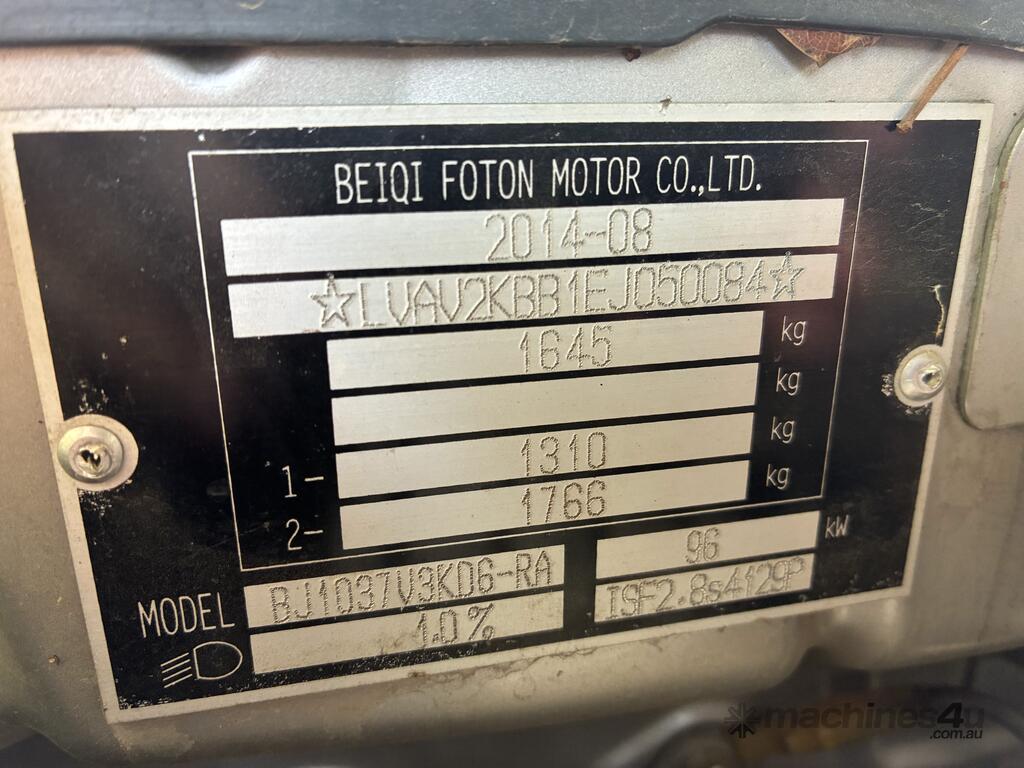 BEIQI FOTON MOTOR CO.,LTD.
2014-08
☆LVAV2KBB1EJ050084☆
1645 kg
kg
1- 1310 kg
2- 1766 kg
MODEL BJ1037V3KD6-RA 96 kW
1.0% ISF2.8s4129P
machines4u
.com.au